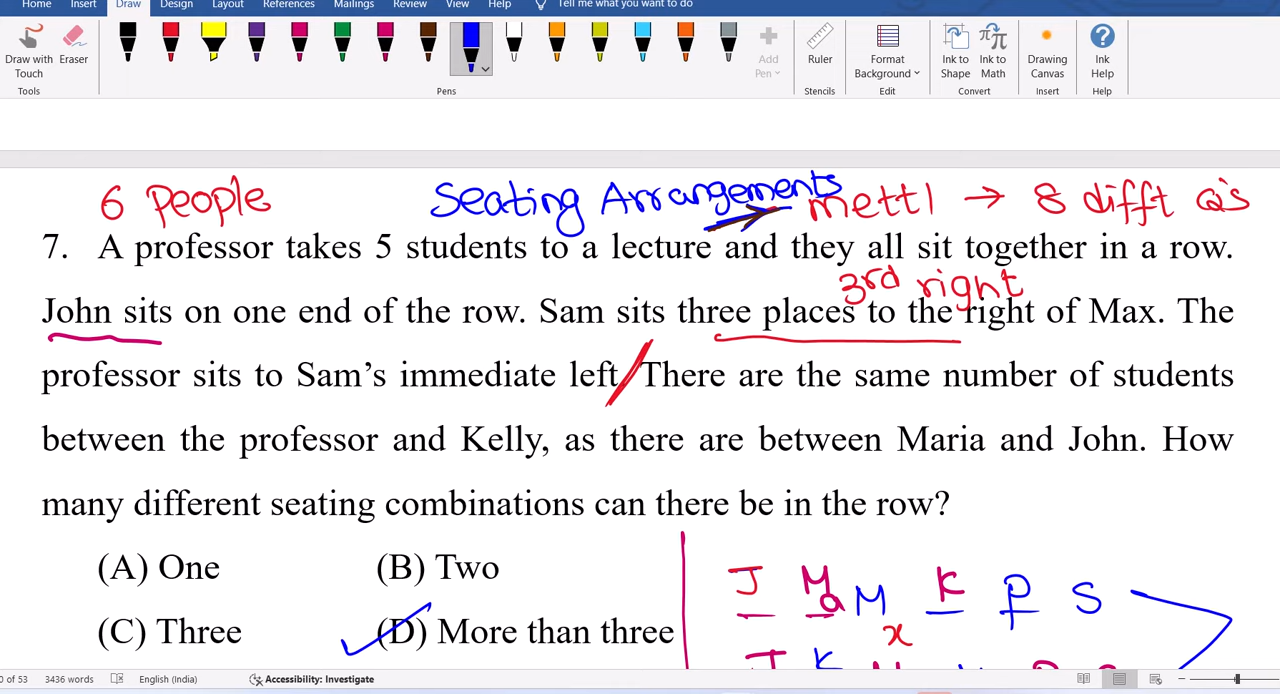 Home Insert Draw Design Layout References Mailings Review View Help Tell me what you want to do
Draw with Touch
Eraser
Add Pen
Ruler
Format Background
Ink to Shape
Ink to Math
Drawing Canvas
Ink Help
Tools Pens Stencils Edit Convert Insert Help
6 People Seating Arrangements mettl → 8 difft Q's
7. A professor takes 5 students to a lecture and they all sit together in a row.
3rd right
John sits on one end of the row. Sam sits three places to the right of Max. The
professor sits to Sam's immediate left. There are the same number of students
between the professor and Kelly, as there are between Maria and John. How
many different seating combinations can there be in the row?
(A) One (B) Two
J Ma M K P S
(C) Three (D) More than three
x
0 of 53 3436 words English (India) Accessibility: Investigate